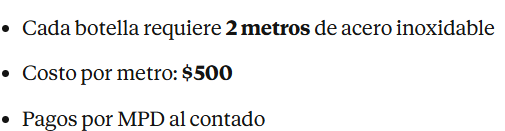 • Cada botella requiere 2 metros de acero inoxidable
• Costo por metro: $500
• Pagos por MPD al contado